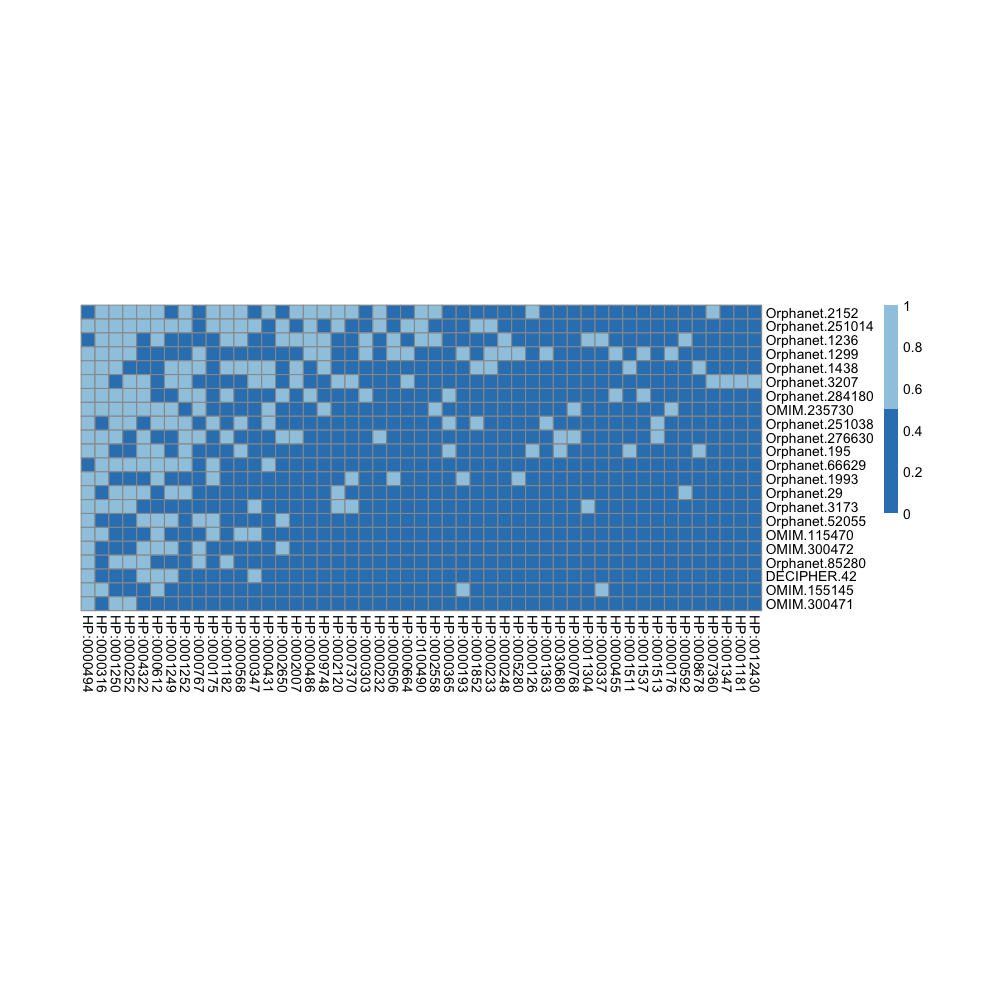 Orphanet.2152
Orphanet.251014
Orphanet.1236
Orphanet.1299
Orphanet.1438
Orphanet.3207
Orphanet.284180
OMIM.235730
Orphanet.251038
Orphanet.276630
Orphanet.195
Orphanet.66629
Orphanet.1993
Orphanet.29
Orphanet.3173
Orphanet.52055
OMIM.115470
OMIM.300472
Orphanet.85280
DECIPHER.42
OMIM.155145
OMIM.300471
1
0.8
0.6
0.4
0.2
0
HP:0000494
HP:0000316
HP:0001250
HP:0000252
HP:0004322
HP:0000612
HP:0001249
HP:0001252
HP:0000767
HP:0000175
HP:0001182
HP:0000568
HP:0000347
HP:0000431
HP:0002650
HP:0002007
HP:0000486
HP:0009748
HP:0002120
HP:0007370
HP:0000303
HP:0000232
HP:0000506
HP:0000664
HP:0100490
HP:0002558
HP:0000365
HP:0000193
HP:0001852
HP:0000233
HP:0000248
HP:0005280
HP:0000126
HP:0001363
HP:0030680
HP:0000768
HP:0011304
HP:0000337
HP:0000455
HP:0001511
HP:0001537
HP:0001513
HP:0000176
HP:0000592
HP:0008678
HP:0007360
HP:0001347
HP:0001181
HP:0012430